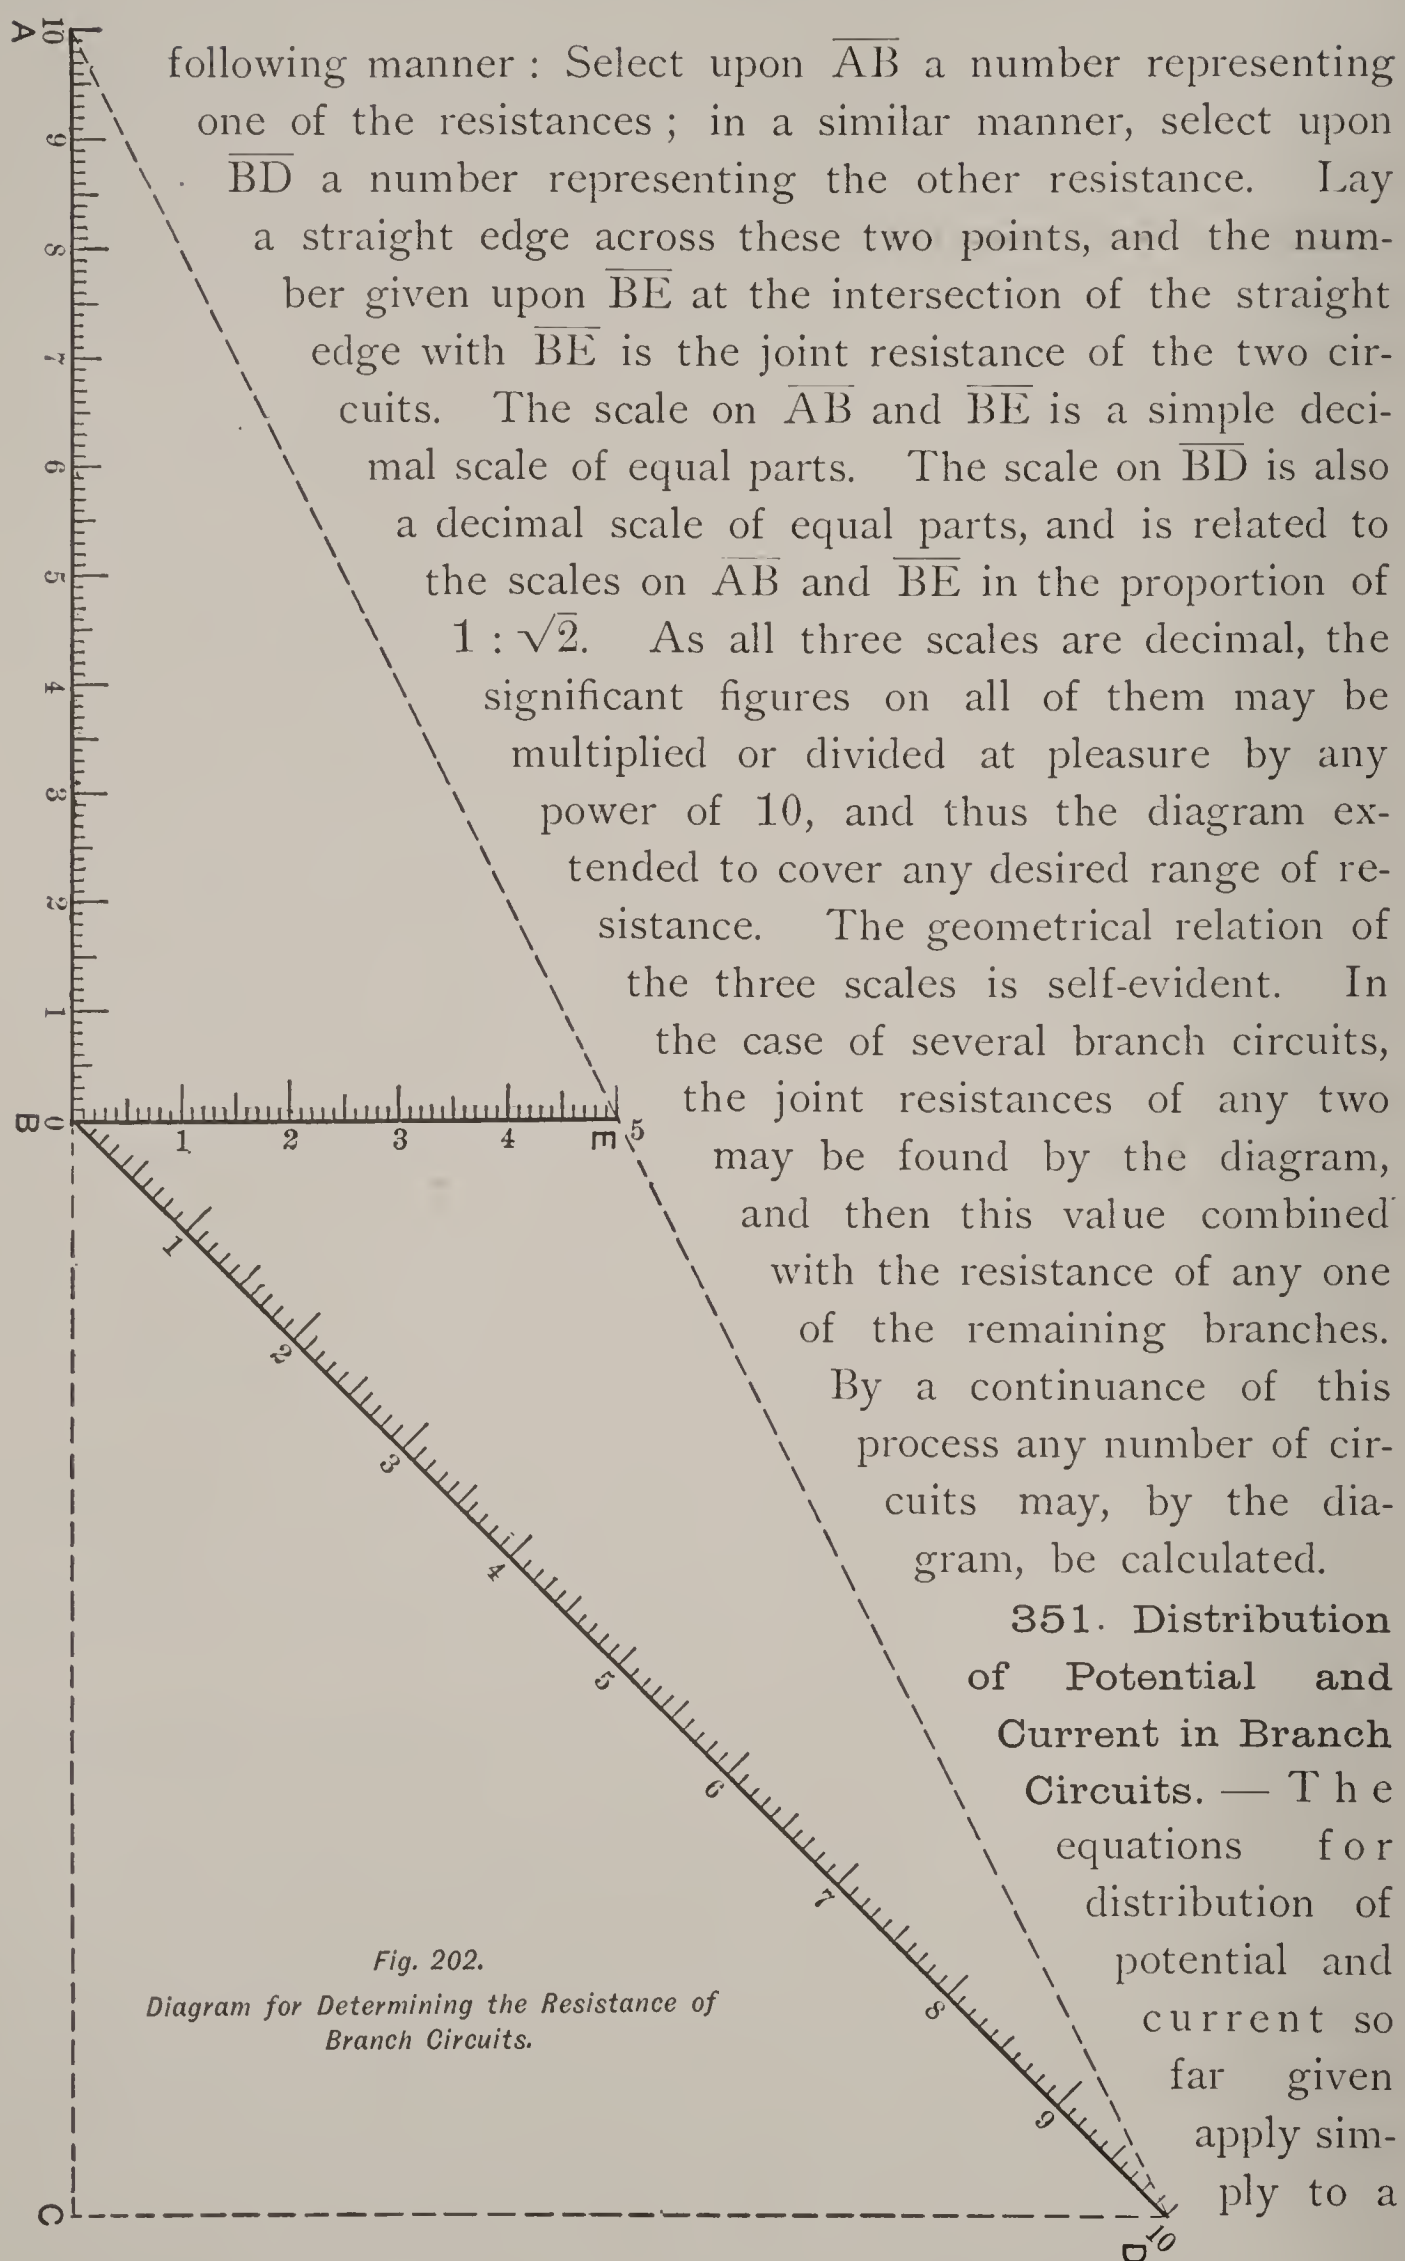 following manner : Select upon AB a number representing
one of the resistances ; in a similar manner, select upon
BD a number representing the other resistance. Lay
a straight edge across these two points, and the num-
ber given upon BE at the intersection of the straight
edge with BE is the joint resistance of the two cir-
cuits. The scale on AB and BE is a simple deci-
mal scale of equal parts. The scale on BD is also
a decimal scale of equal parts, and is related to
the scales on AB and BE in the proportion of
1 : √2. As all three scales are decimal, the
significant figures on all of them may be
multiplied or divided at pleasure by any
power of 10, and thus the diagram ex-
tended to cover any desired range of re-
sistance. The geometrical relation of
the three scales is self-evident. In
the case of several branch circuits,
the joint resistances of any two
may be found by the diagram,
and then this value combined
with the resistance of any one
of the remaining branches.
By a continuance of this
process any number of cir-
cuits may, by the dia-
gram, be calculated.
351. Distribution
of Potential and
Current in Branch
Circuits. — The
equations for
distribution of
potential and
current so
far given
apply sim-
ply to a
A
10
9
8
7
6
5
4
3
2
1
0
B
1
2
3
4
E
5
1
2
3
4
5
6
7
8
9
10
D
C
Fig. 202.
Diagram for Determining the Resistance of
Branch Circuits.